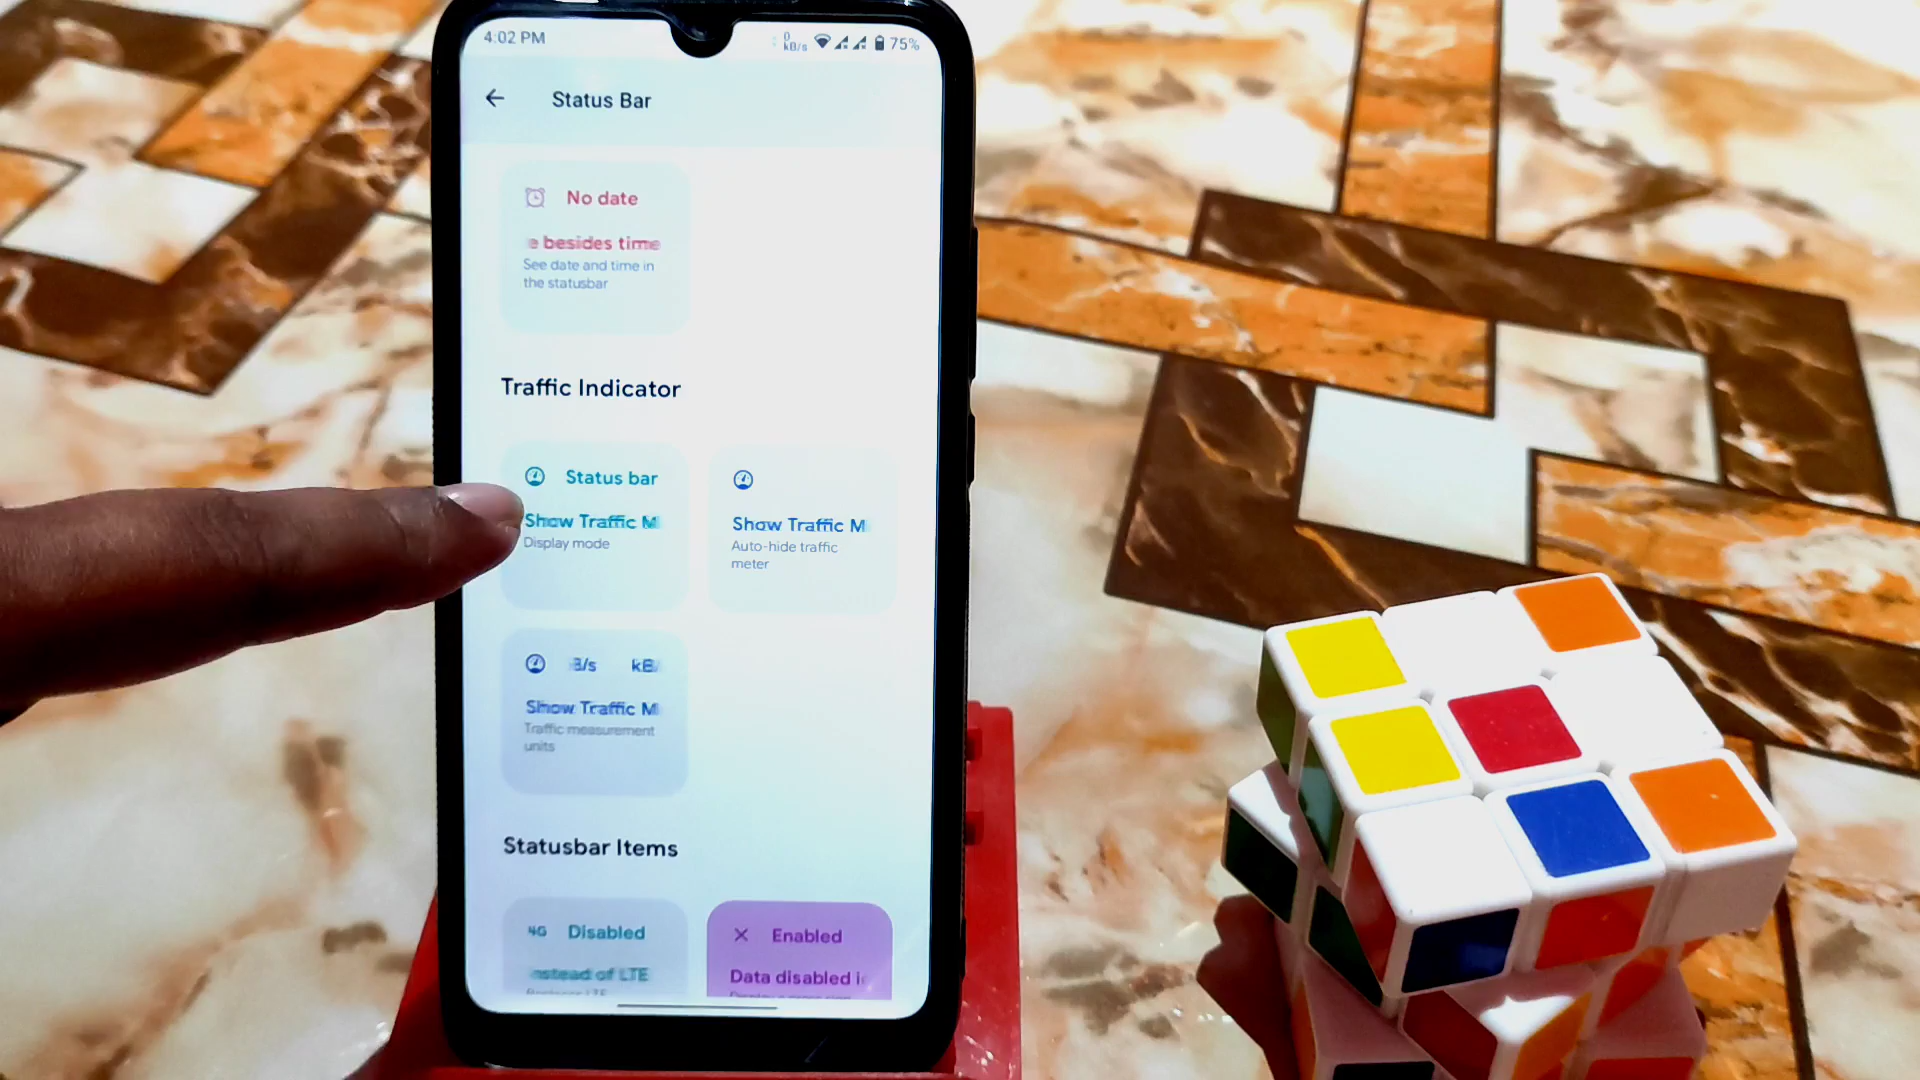 4:02 PM
0 kB/s 75%
Status Bar
No date
e besides time
See date and time in
the statusbar
Traffic Indicator
Status bar
Show Traffic M
Display mode
Show Traffic M
Auto-hide traffic
meter
B/s kB/
Show Traffic M
Traffic measurement
units
Statusbar Items
4G Disabled
nstead of LTE
Enabled
Data disabled i